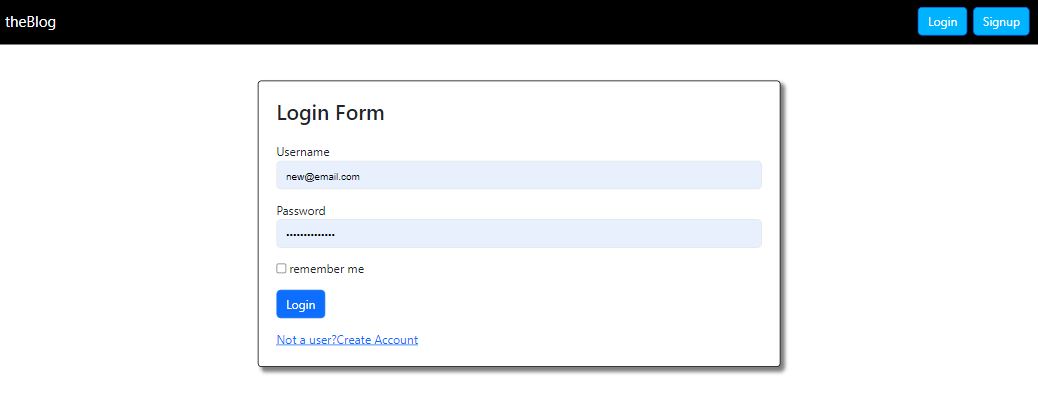 theBlog
Login Signup
Login Form
Username
new@email.com
Password
••••••••••••••
remember me
Login
Not a user?Create Account